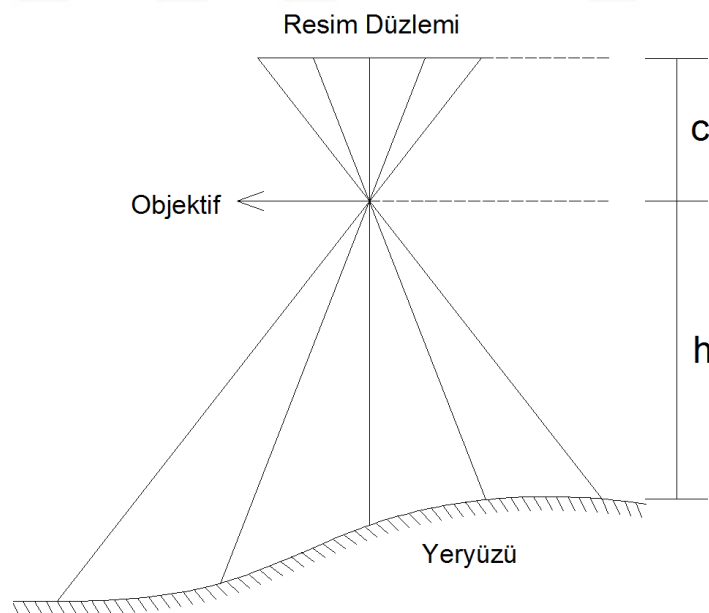 Resim Düzlemi
c
Objektif
h
Yeryüzü